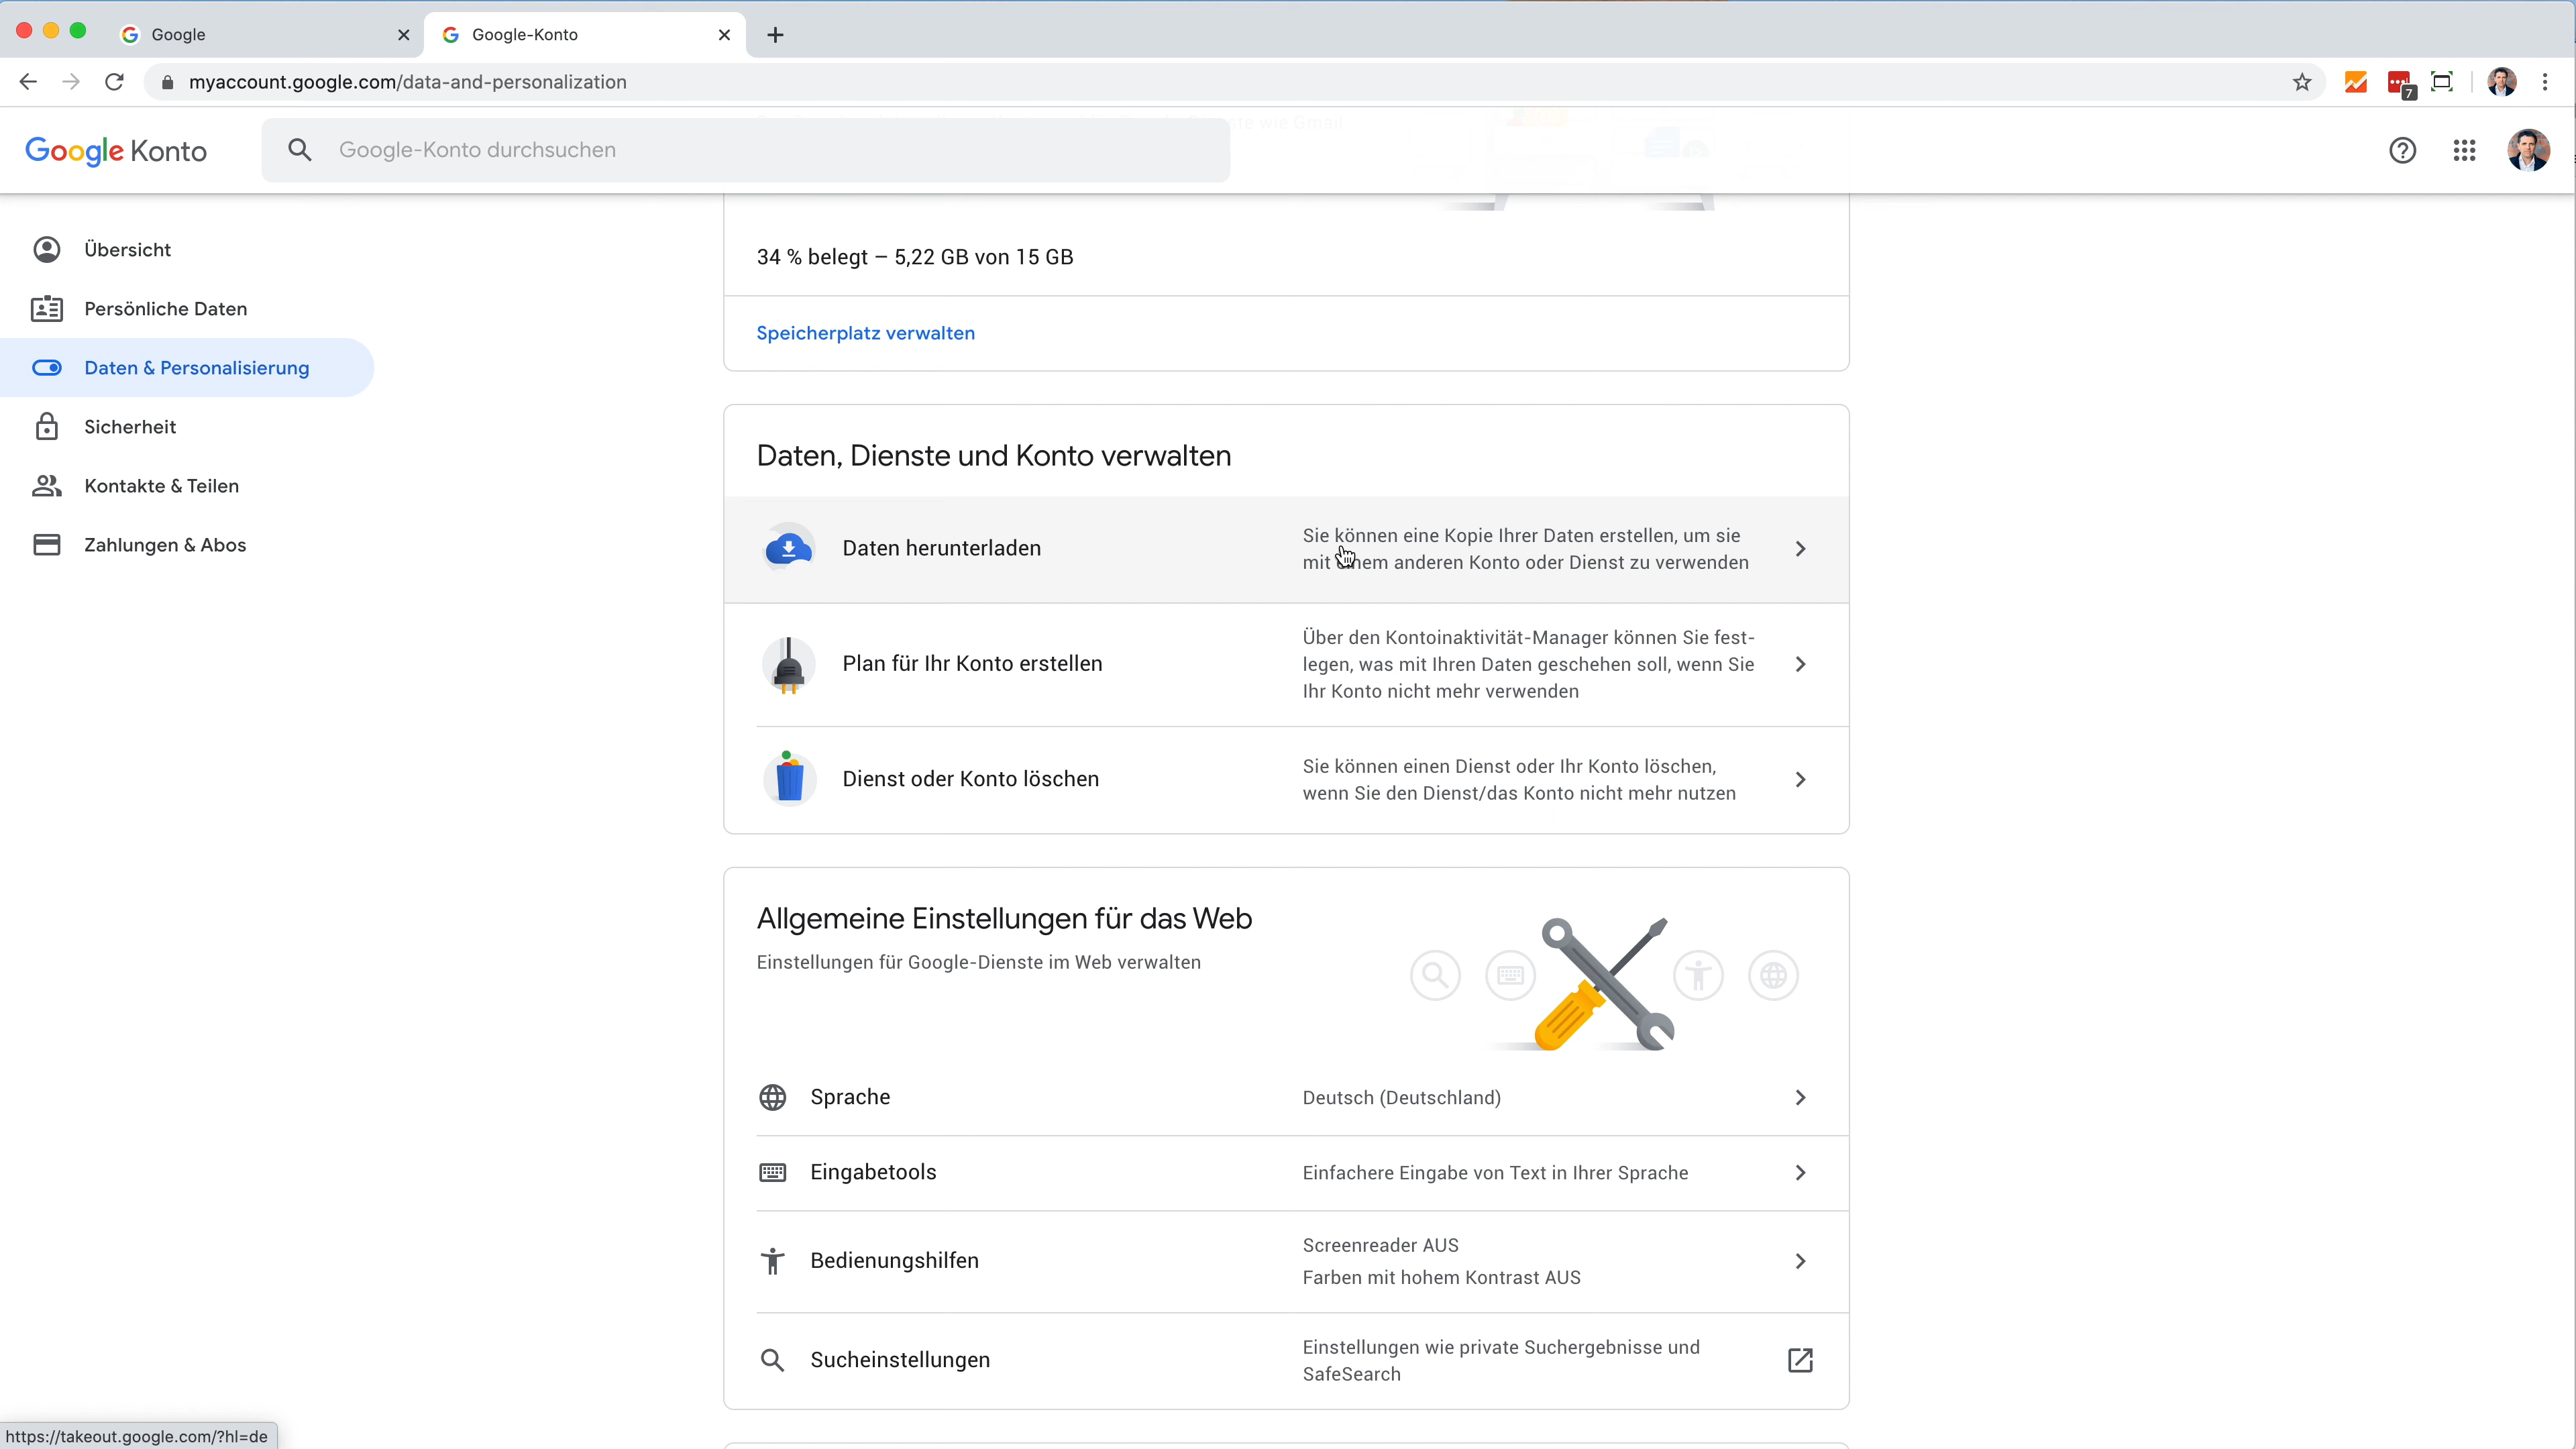 Google
Google-Konto
myaccount.google.com/data-and-personalization
7
Google Konto
Google-Konto durchsuchen
wie Gmail
Übersicht
Persönliche Daten
Daten & Personalisierung
Sicherheit
Kontakte & Teilen
Zahlungen & Abos
34 % belegt – 5,22 GB von 15 GB
Speicherplatz verwalten
Daten, Dienste und Konto verwalten
Daten herunterladen
Sie können eine Kopie Ihrer Daten erstellen, um sie
mit einem anderen Konto oder Dienst zu verwenden
Plan für Ihr Konto erstellen
Über den Kontoinaktivität-Manager können Sie fest-
legen, was mit Ihren Daten geschehen soll, wenn Sie
Ihr Konto nicht mehr verwenden
Dienst oder Konto löschen
Sie können einen Dienst oder Ihr Konto löschen,
wenn Sie den Dienst/das Konto nicht mehr nutzen
Allgemeine Einstellungen für das Web
Einstellungen für Google-Dienste im Web verwalten
Sprache
Deutsch (Deutschland)
Eingabetools
Einfachere Eingabe von Text in Ihrer Sprache
Bedienungshilfen
Screenreader AUS
Farben mit hohem Kontrast AUS
Sucheinstellungen
Einstellungen wie private Suchergebnisse und
SafeSearch
https://takeout.google.com/?hl=de